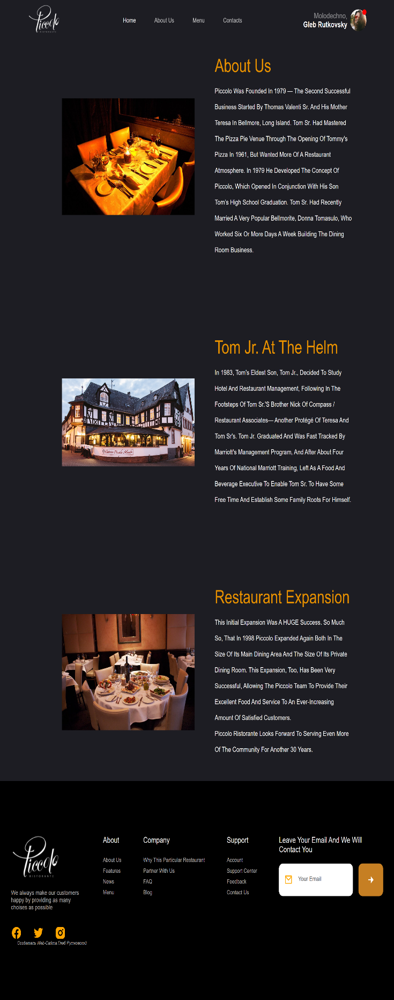 Piccolo
RISTORANTE
Home
About Us
Menu
Contacts
Molodechno,
Gleb Rutkovsky
About Us
Piccolo Was Founded In 1979 — The Second Successful
Business Started By Thomas Valenti Sr. And His Mother
Teresa In Bellmore, Long Island. Tom Sr. Had Mastered
The Pizza Pie Venue Through The Opening Of Tommy's
Pizza In 1961, But Wanted More Of A Restaurant
Atmosphere. In 1979 He Developed The Concept Of
Piccolo, Which Opened In Conjunction With His Son
Tom's High School Graduation. Tom Sr. Had Recently
Married A Very Popular Bellmorite, Donna Tomasulo, Who
Worked Six Or More Days A Week Building The Dining
Room Business.
Tom Jr. At The Helm
In 1983, Tom's Eldest Son, Tom Jr., Decided To Study
Hotel And Restaurant Management, Following In The
Footsteps Of Tom Sr.'S Brother Nick Of Compass /
Restaurant Associates— Another Protégé Of Teresa And
Tom Sr's. Tom Jr. Graduated And Was Fast Tracked By
Marriott's Management Program, And After About Four
Years Of National Marriott Training, Left As A Food And
Beverage Executive To Enable Tom Sr. To Have Some
Free Time And Establish Some Family Roots For Himself.
Restaurant Expansion
This Initial Expansion Was A HUGE Success. So Much
So, That In 1998 Piccolo Expanded Again Both In The
Size Of Its Main Dining Area And The Size Of Its Private
Dining Room. This Expansion, Too, Has Been Very
Successful, Allowing The Piccolo Team To Provide Their
Excellent Food And Service To An Ever-Increasing
Amount Of Satisfied Customers.
Piccolo Ristorante Looks Forward To Serving Even More
Of The Community For Another 30 Years.
Piccolo
RISTORANTE
We always make our customers
happy by providing as many
choises as possible
Создатель Web-Сайта Глеб Рутковский
About
About Us
Features
News
Menu
Company
Why This Particular Restaurant
Partner With Us
FAQ
Blog
Support
Account
Support Center
Feedback
Contact Us
Leave Your Email And We Will
Contact You
Your Email